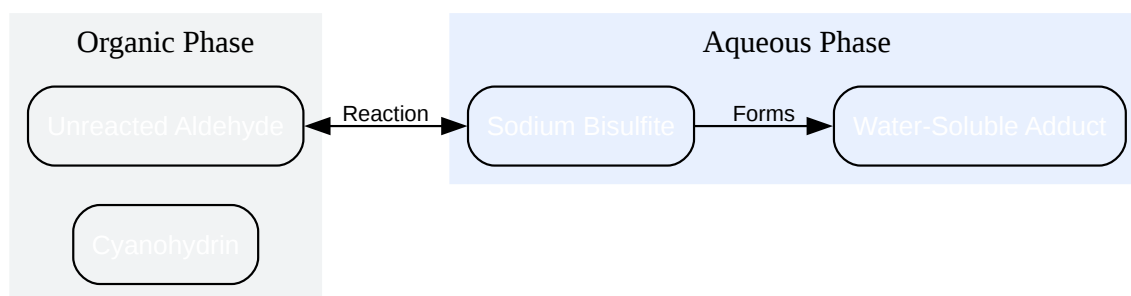 Organic Phase
Aqueous Phase
Unreacted Aldehyde
Reaction
Sodium Bisulfite
Forms
Water-Soluble Adduct
Cyanohydrin